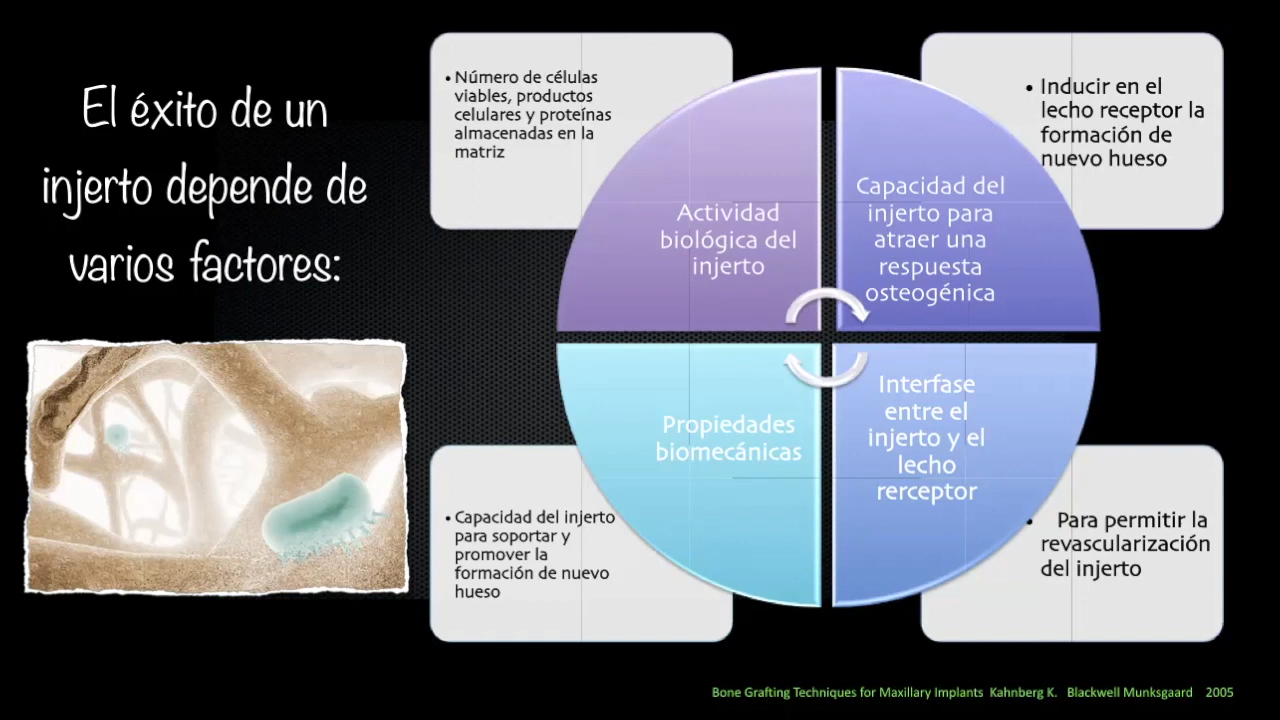 El éxito de un
injerto depende de
varios factores:
• Número de células
viables, productos
celulares y proteínas
almacenadas en la
matriz
Actividad
biológica del
injerto
Capacidad del
injerto para
atraer una
respuesta
osteogénica
• Inducir en el
lecho receptor la
formación de
nuevo hueso
Propiedades
biomecánicas
• Capacidad del injerto
para soportar y
promover la
formación de nuevo
hueso
Interfase
entre el
injerto y el
lecho
rerceptor
• Para permitir la
revascularización
del injerto
Bone Grafting Techniques for Maxillary Implants Kahnberg K. Blackwell Munksgaard 2005